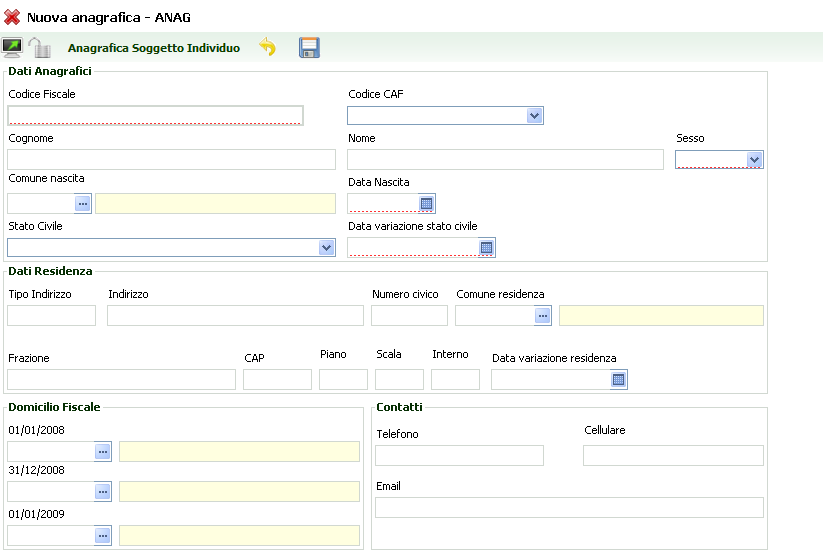 Nuova anagrafica - ANAG
Anagrafica Soggetto Individuo
Dati Anagrafici
Codice Fiscale
Codice CAF
Cognome
Nome
Sesso
Comune nascita
Data Nascita
Stato Civile
Data variazione stato civile
Dati Residenza
Tipo Indirizzo
Indirizzo
Numero civico
Comune residenza
Frazione
CAP
Piano
Scala
Interno
Data variazione residenza
Domicilio Fiscale
Contatti
01/01/2008
Telefono
Cellulare
31/12/2008
Email
01/01/2009